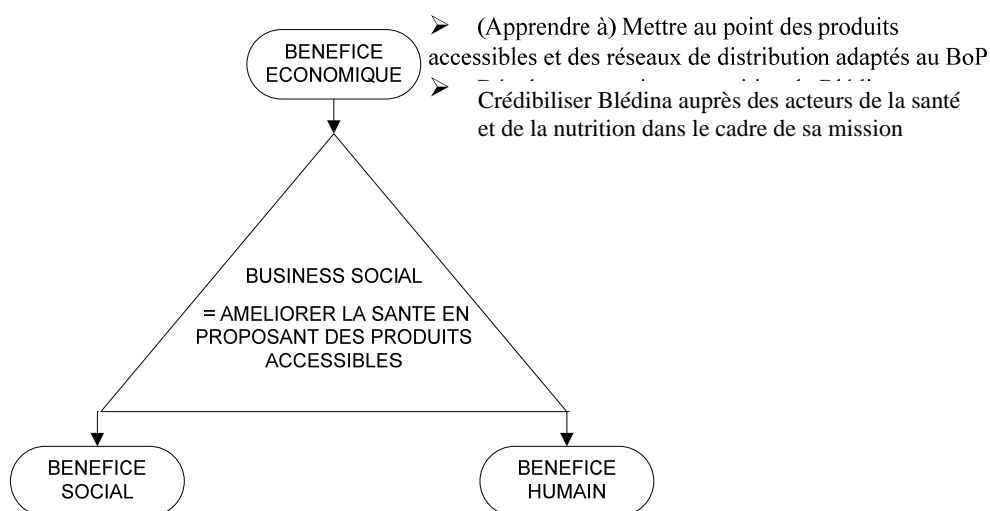 BENEFICE
ECONOMIQUE
➢ (Apprendre à) Mettre au point des produits
accessibles et des réseaux de distribution adaptés au BoP
➢
Crédibiliser Blédina auprès des acteurs de la santé
et de la nutrition dans le cadre de sa mission
BUSINESS SOCIAL
= AMELIORER LA SANTE EN
PROPOSANT DES PRODUITS
ACCESSIBLES
BENEFICE
SOCIAL
BENEFICE
HUMAIN